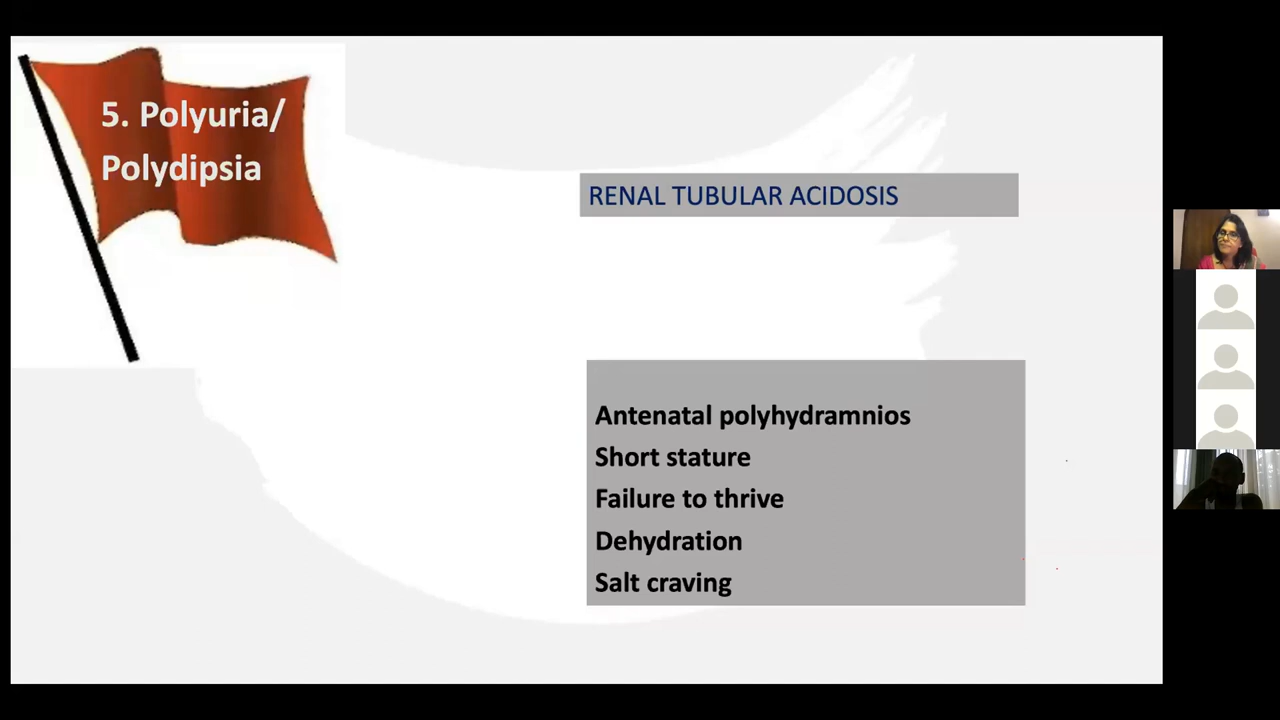 5. Polyuria/
Polydipsia
RENAL TUBULAR ACIDOSIS
Antenatal polyhydramnios
Short stature
Failure to thrive
Dehydration
Salt craving